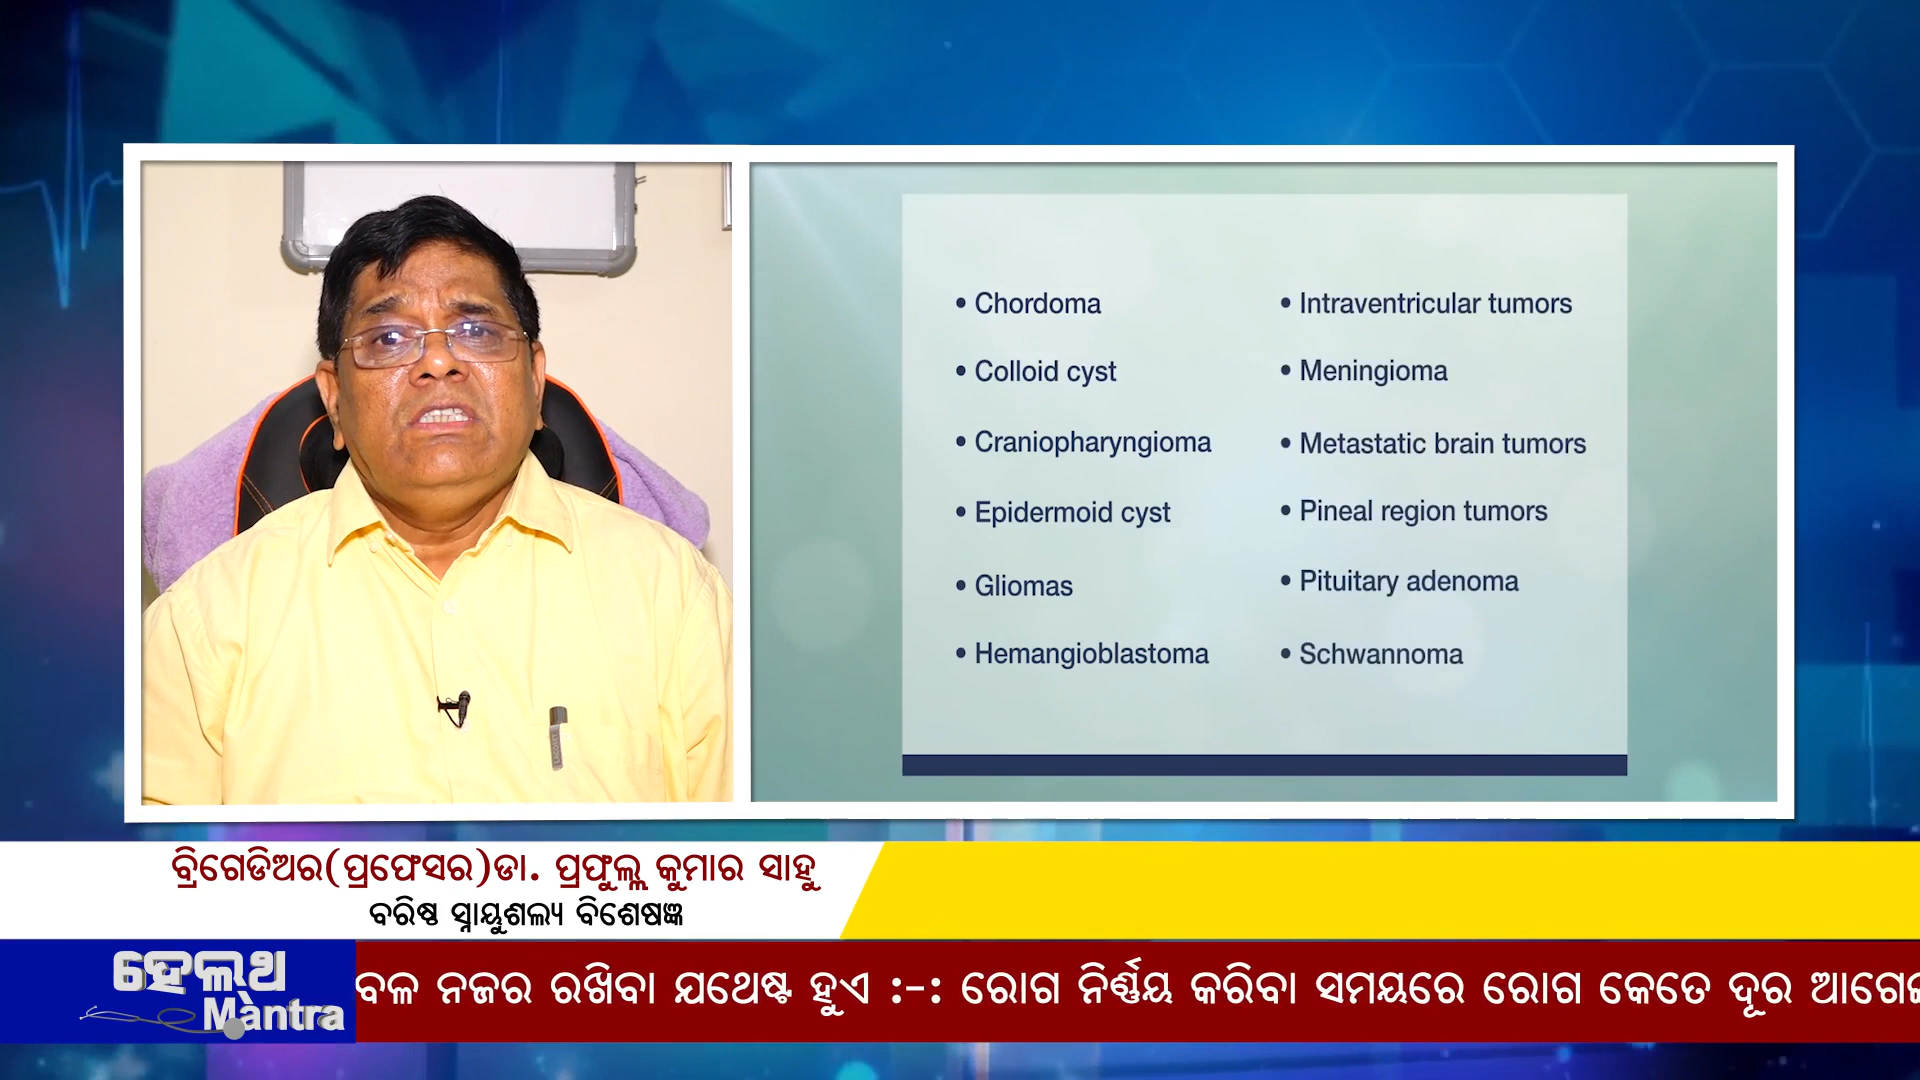 • Chordoma
• Colloid cyst
• Craniopharyngioma
• Epidermoid cyst
• Gliomas
• Hemangioblastoma
• Intraventricular tumors
• Meningioma
• Metastatic brain tumors
• Pineal region tumors
• Pituitary adenoma
• Schwannoma
ବ୍ରିଗେଡିଅର(ପ୍ରଫେସର)ଡା. ପ୍ରଫୁଲ୍ଲ କୁମାର ସାହୁ
ବରିଷ୍ଠ ସ୍ନାୟୁଶଲ୍ୟ ବିଶେଷଜ୍ଞ
ହେଲଥ
Mantra
ବଳ ନଜର ରଖିବା ଯଥେଷ୍ଟ ହୁଏ :-: ରୋଗ ନିର୍ଣ୍ଣୟ କରିବା ସମୟରେ ରୋଗ କେତେ ଦୂର